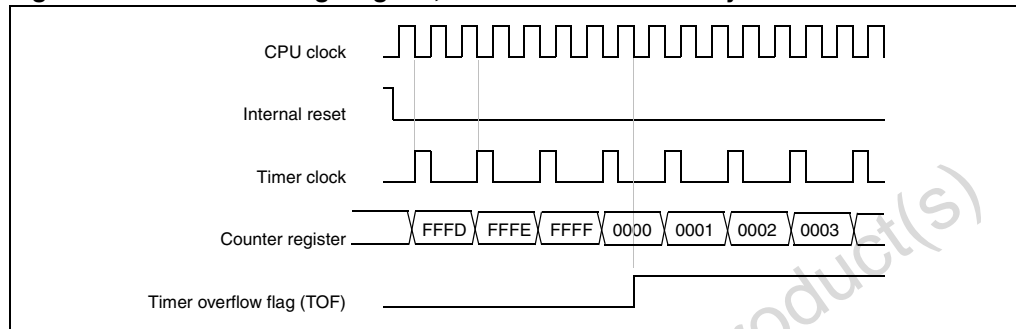 CPU clock
Internal reset
Timer clock
Counter register
FFFD FFFE FFFF 0000 0001 0002 0003
Timer overflow flag (TOF)